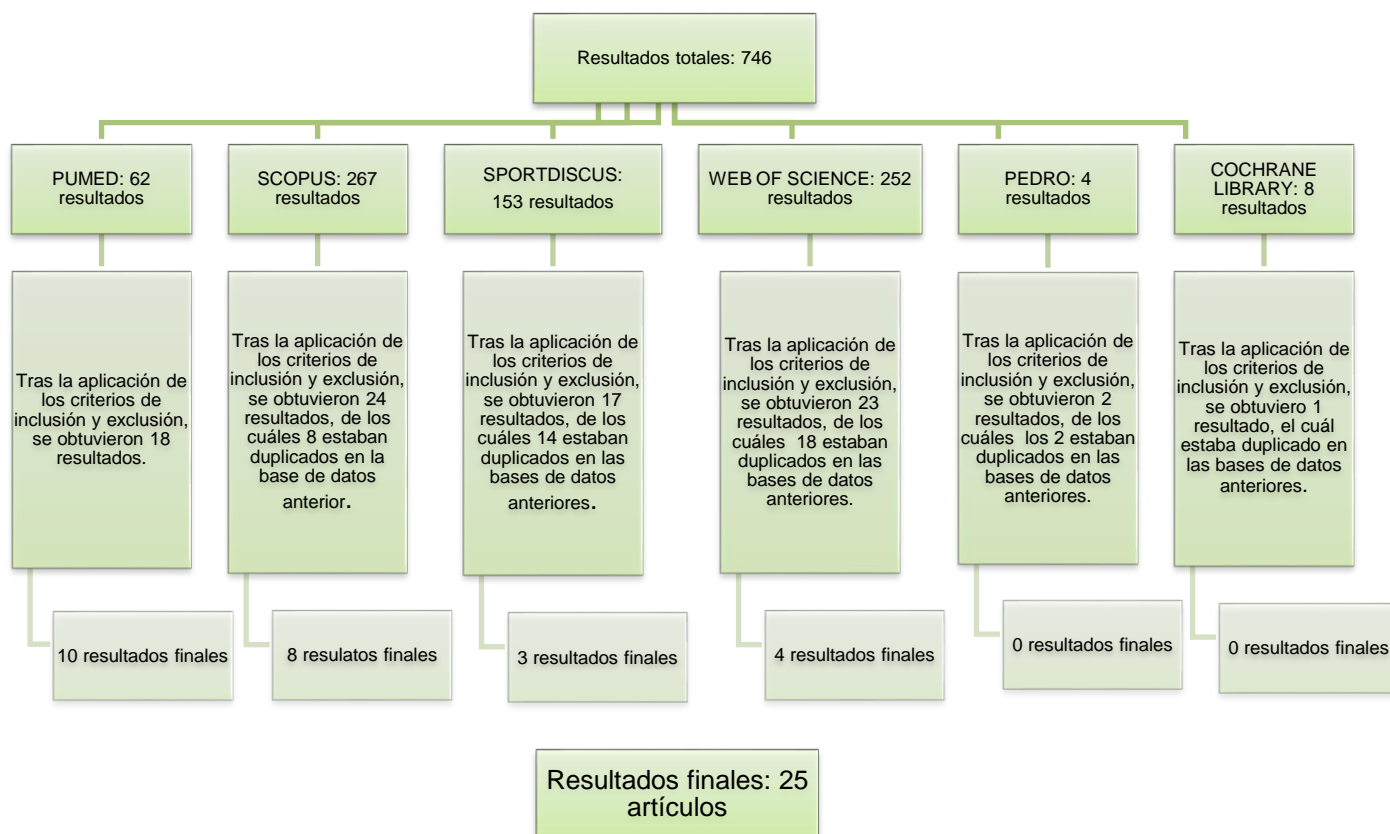 Resultados totales: 746
PUMED: 62
resultados
SCOPUS: 267
resultados
SPORTDISCUS:
153 resultados
WEB OF SCIENCE: 252
resultados
PEDRO: 4
resultados
COCHRANE
LIBRARY: 8
resultados
Tras la aplicación de
los criterios de
inclusión y exclusión,
se obtuvieron 18
resultados.
Tras la aplicación de
los criterios de
inclusión y exclusión,
se obtuvieron 24
resultados, de los
cuáles 8 estaban
duplicados en la
base de datos
anterior.
Tras la aplicación de
los criterios de
inclusión y exclusión,
se obtuvieron 17
resultados, de los
cuáles 14 estaban
duplicados en las
bases de datos
anteriores.
Tras la aplicación de
los criterios de
inclusión y exclusión,
se obtuvieron 23
resultados, de los
cuáles 18 estaban
duplicados en las
bases de datos
anteriores.
Tras la aplicación de
los criterios de
inclusión y exclusión,
se obtuvieron 2
resultados, de los
cuáles los 2 estaban
duplicados en las
bases de datos
anteriores.
Tras la aplicación de
los criterios de
inclusión y exclusión,
se obtuviero 1
resultado, el cuál
estaba duplicado en
las bases de datos
anteriores.
10 resultados finales
8 resulatos finales
3 resultados finales
4 resultados finales
0 resultados finales
0 resultados finales
Resultados finales: 25
artículos